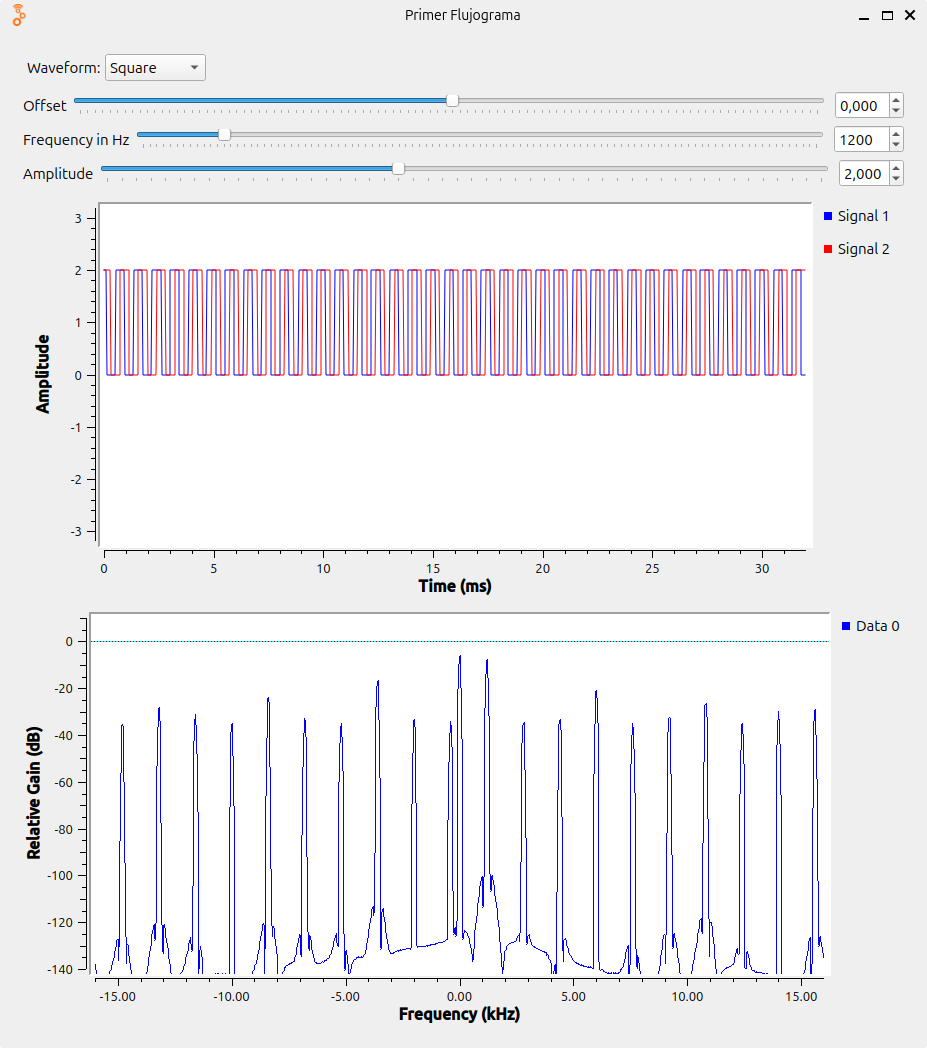 Primer Flujograma
Waveform: Square
Offset 0,000
Frequency in Hz 1200
Amplitude 2,000
Signal 1
Signal 2
3
2
1
0
-1
-2
-3
Amplitude
0 5 10 15 20 25 30
Time (ms)
Data 0
0
-20
-40
-60
-80
-100
-120
-140
Relative Gain (dB)
-15.00 -10.00 -5.00 0.00 5.00 10.00 15.00
Frequency (kHz)